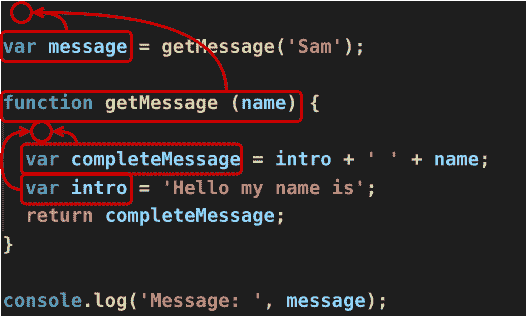 var message = getMessage('Sam');
function getMessage (name) {
var completeMessage = intro + ' ' + name;
var intro = 'Hello my name is';
return completeMessage;
}
console.log('Message: ', message);